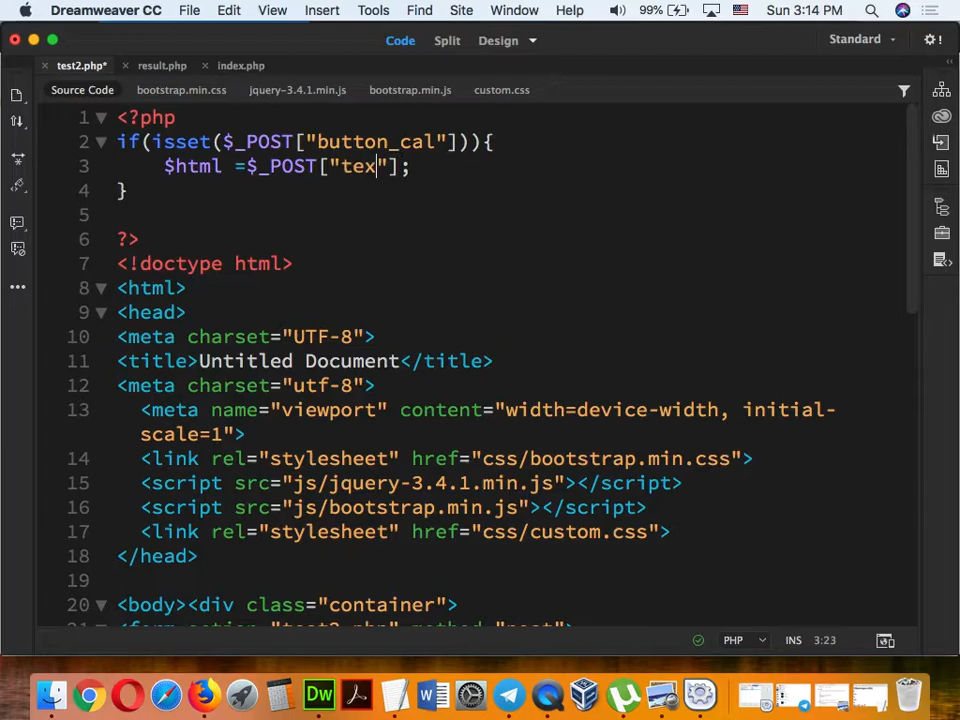 Dreamweaver CC File Edit View Insert Tools Find Site Window Help 99% Sun 3:14 PM
Code Split Design Standard
test2.php* result.php index.php
Source Code bootstrap.min.css jquery-3.4.1.min.js bootstrap.min.js custom.css
1 <?php
2 if(isset($_POST["button_cal"])){
3 $html =$_POST["tex"];
4 }
5
6 ?>
7 <!doctype html>
8 <html>
9 <head>
10 <meta charset="UTF-8">
11 <title>Untitled Document</title>
12 <meta charset="utf-8">
13 <meta name="viewport" content="width=device-width, initial-
scale=1">
14 <link rel="stylesheet" href="css/bootstrap.min.css">
15 <script src="js/jquery-3.4.1.min.js"></script>
16 <script src="js/bootstrap.min.js"></script>
17 <link rel="stylesheet" href="css/custom.css">
18 </head>
19
20 <body><div class="container">
21 <form action="test2.php" method="post">
PHP INS 3:23
Dw W